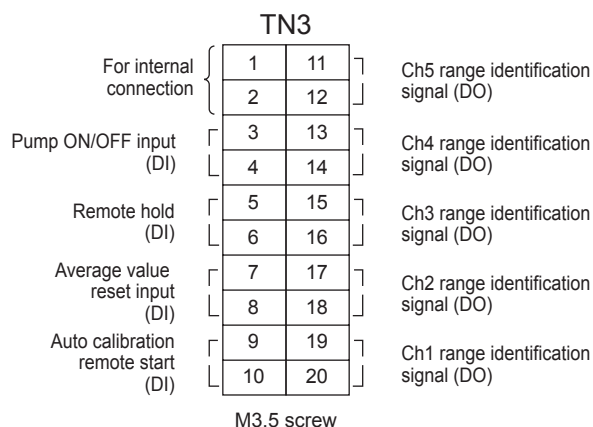 TN3
For internal
connection
1 11
2 12
Ch5 range identification
signal (DO)
Pump ON/OFF input
(DI)
3 13
4 14
Ch4 range identification
signal (DO)
Remote hold
(DI)
5 15
6 16
Ch3 range identification
signal (DO)
Average value
reset input
(DI)
7 17
8 18
Ch2 range identification
signal (DO)
Auto calibration
remote start
(DI)
9 19
10 20
Ch1 range identification
signal (DO)
M3.5 screw